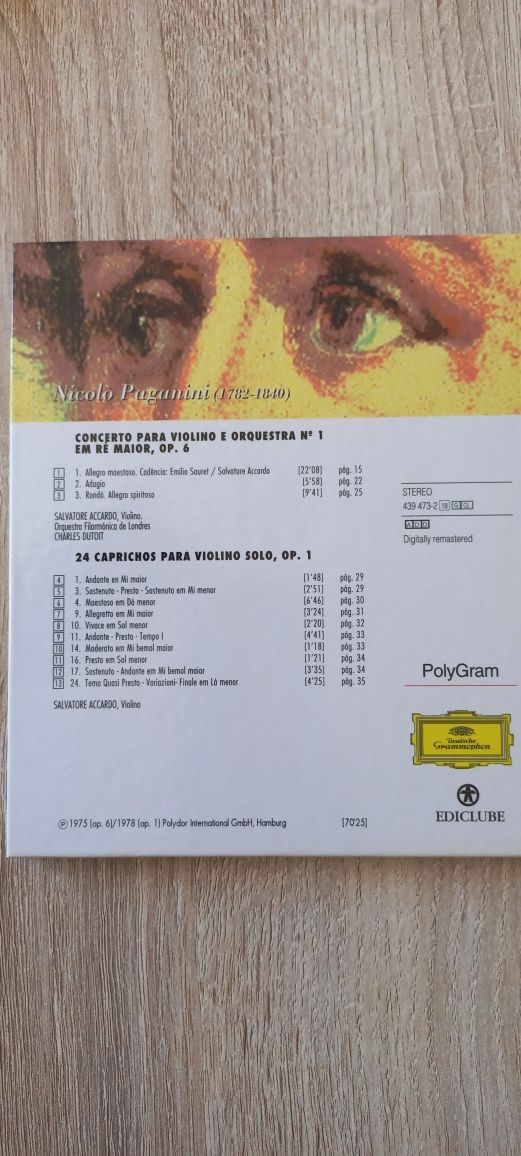 Nicolò Paganini (1782-1840)
CONCERTO PARA VIOLINO E ORQUESTRA Nº 1
EM RÉ MAIOR, OP. 6
1 1. Allegro maestoso. Cadência: Emilio Sauret / Salvatore Accardo [22'08] pág. 15
2 2. Adagio [5'58] pág. 22
3 3. Rondó. Allegro spiritoso [9'41] pág. 25
SALVATORE ACCARDO, Violino.
Orquestra Filarmónica de Londres
CHARLES DUTOIT
24 CAPRICHOS PARA VIOLINO SOLO, OP. 1
4 1. Andante en Mi maior [1'48] pág. 29
5 3. Sostenuto - Presto - Sostenuto em Mi menor [2'51] pág. 29
6 4. Maestoso em Dó menor [6'46] pág. 30
7 9. Allegretto em Mi maior [3'24] pág. 31
8 10. Vivace em Sol menor [2'20] pág. 32
9 11. Andante - Presto - Tempo I [4'41] pág. 33
10 14. Moderato em Mi bemol maior [1'18] pág. 33
11 16. Presto em Sol menor [1'21] pág. 34
12 17. Sostenuto - Andante em Mi bemol maior [3'35] pág. 34
13 24. Tema Quasi Presto - Variazioni- Finale em Lá menor [4'25] pág. 35
SALVATORE ACCARDO, Violino
STEREO
439 473-2 18 G CL
ADD
Digitally remastered
PolyGram
Deutsche
Grammophon
EDICLUBE
℗ 1975 (op. 6)/1978 (op. 1) Polydor International GmbH, Hamburg [70'25]